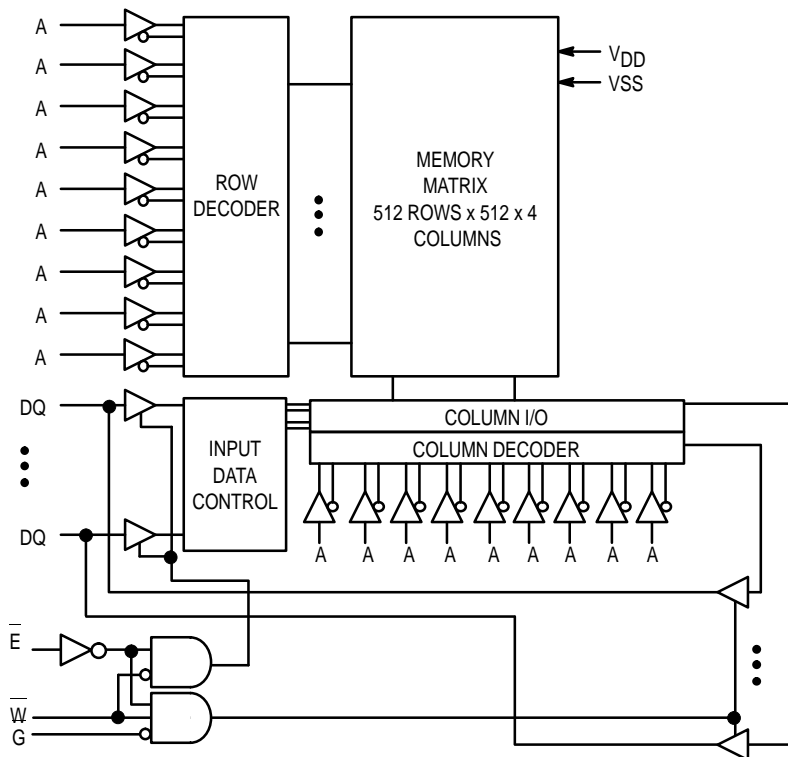 A
A
A
A
A
A
A
A
A
ROW
DECODER
MEMORY
MATRIX
512 ROWS x 512 x 4
COLUMNS
VDD
VSS
DQ
DQ
INPUT
DATA
CONTROL
COLUMN I/O
COLUMN DECODER
A A A A A A A A A
E
W
G